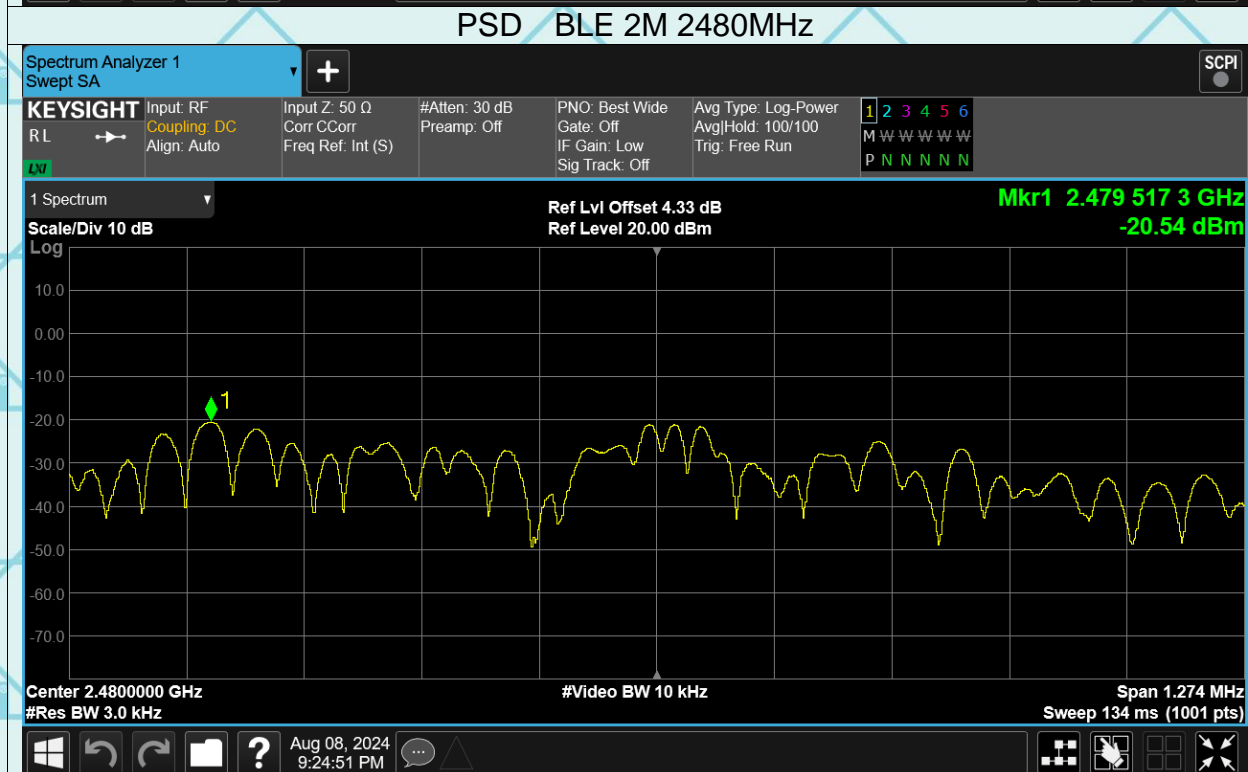 PSD BLE 2M 2480MHz
Spectrum Analyzer 1
Swept SA
SCPI
KEYSIGHT
R L
LXI
Input: RF
Coupling: DC
Align: Auto
Input Z: 50 Ω
Corr CCorr
Freq Ref: Int (S)
#Atten: 30 dB
Preamp: Off
PNO: Best Wide
Gate: Off
IF Gain: Low
Sig Track: Off
Avg Type: Log-Power
Avg|Hold: 100/100
Trig: Free Run
1 2 3 4 5 6
M W W W W W
P N N N N N
1 Spectrum
Scale/Div 10 dB
Log
Ref Lvl Offset 4.33 dB
Ref Level 20.00 dBm
Mkr1 2.479 517 3 GHz
-20.54 dBm
10.0
0.00
-10.0
1
-20.0
-30.0
-40.0
-50.0
-60.0
-70.0
Center 2.4800000 GHz
#Video BW 10 kHz
Span 1.274 MHz
#Res BW 3.0 kHz
Sweep 134 ms (1001 pts)
?
Aug 08, 2024
9:24:51 PM